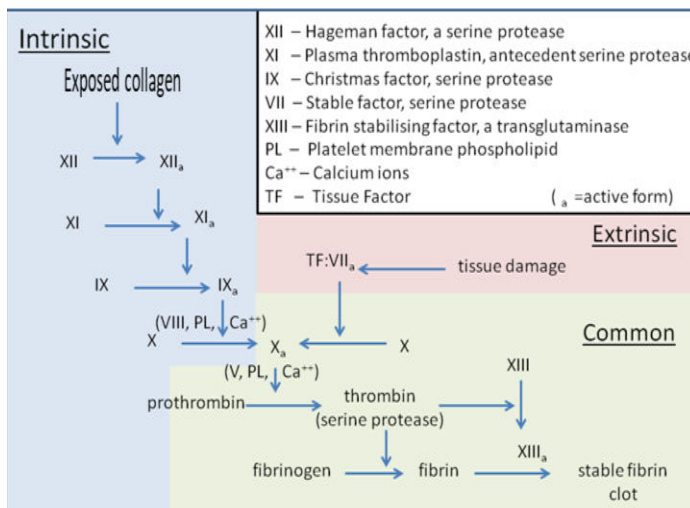 Intrinsic
Exposed collagen
XII – Hageman factor, a serine protease
XI – Plasma thromboplastin, antecedent serine protease
IX – Christmas factor, serine protease
VII – Stable factor, serine protease
XIII – Fibrin stabilising factor, a transglutaminase
PL – Platelet membrane phospholipid
Ca++ – Calcium ions
TF – Tissue Factor ( a =active form)
XII XIIa
XI XIa
Extrinsic
TF:VIIa tissue damage
IX IXa
(VIII, PL, Ca++)
Common
X Xa X
(V, PL, Ca++)
XIII
prothrombin thrombin
(serine protease)
XIIIa
fibrinogen fibrin stable fibrin
clot